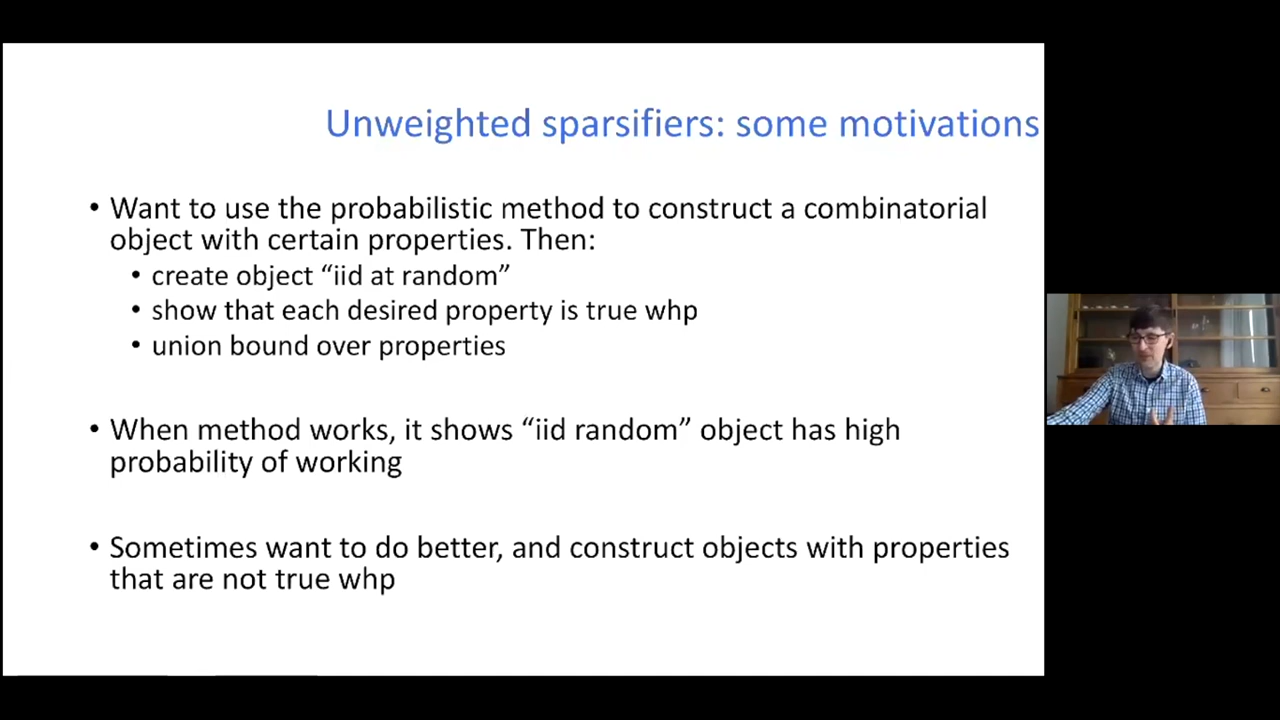 Unweighted sparsifiers: some motivations
• Want to use the probabilistic method to construct a combinatorial
object with certain properties. Then:
• create object “iid at random”
• show that each desired property is true whp
• union bound over properties
• When method works, it shows “iid random” object has high
probability of working
• Sometimes want to do better, and construct objects with properties
that are not true whp